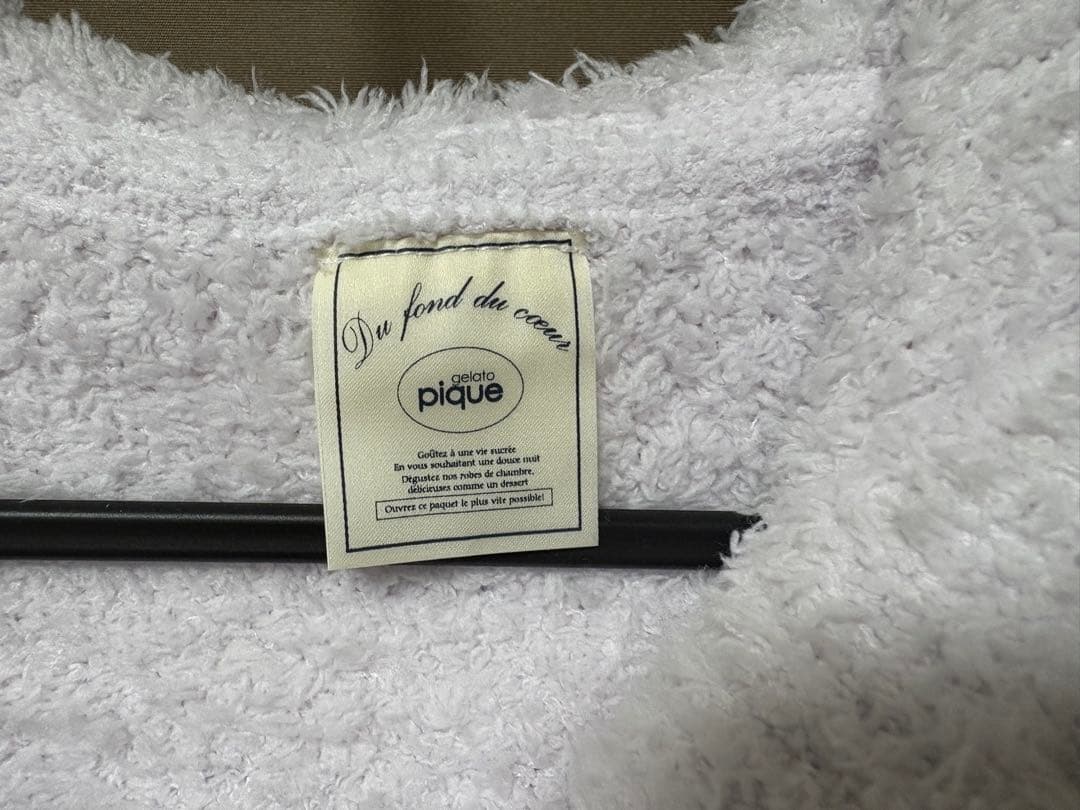 Du fond du cœur
gelato
pique
Goûtez à une vie sucrée
En vous souhaitant une douce nuit
Dégustez nos robes de chambre,
délicieuses comme un dessert
Ouvrez ce paquet le plus vite possible!